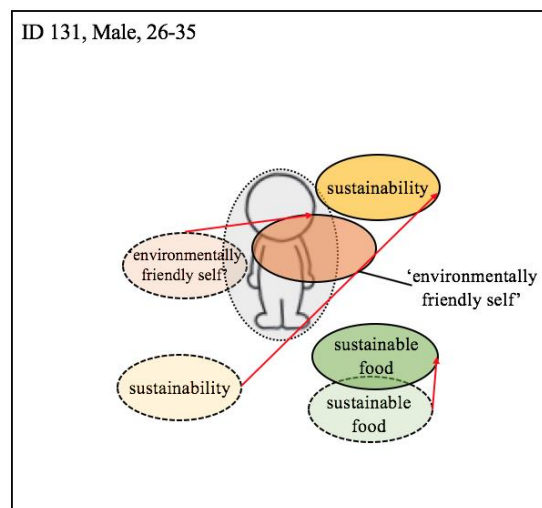 ID 131, Male, 26-35
sustainability
environmentally
friendly self'
'environmentally
friendly self'
sustainable
food
sustainability
sustainable
food